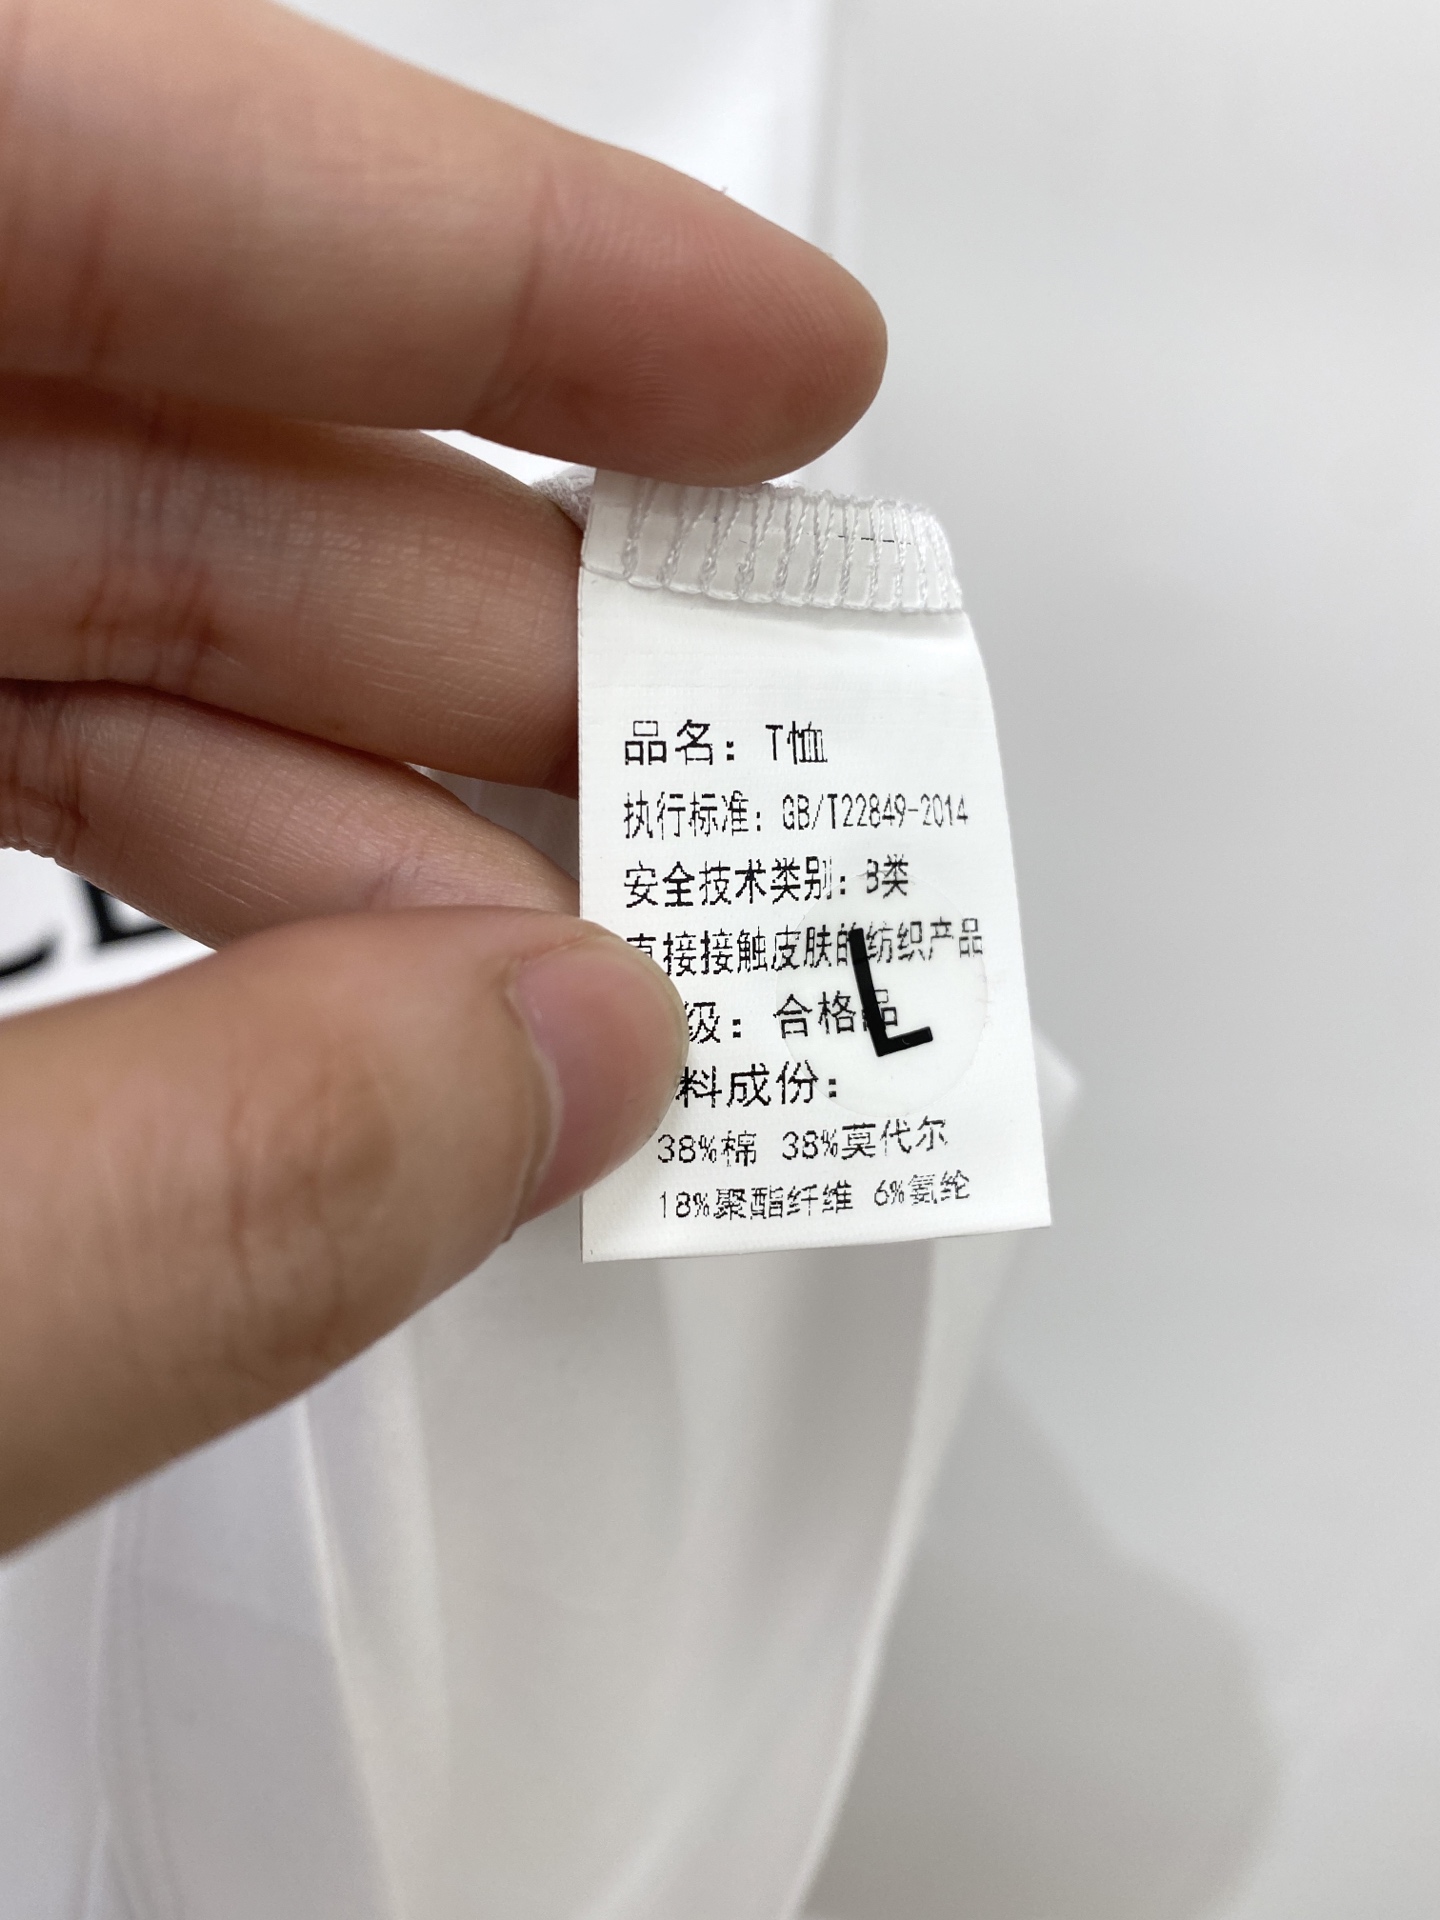 品名：T恤
执行标准：GB/T22849-2014
安全技术类别：B类
直接接触皮肤的纺织产品
级：合格品
料成份：
38%棉 38%莫代尔
18%聚酯纤维 6%氨纶
L